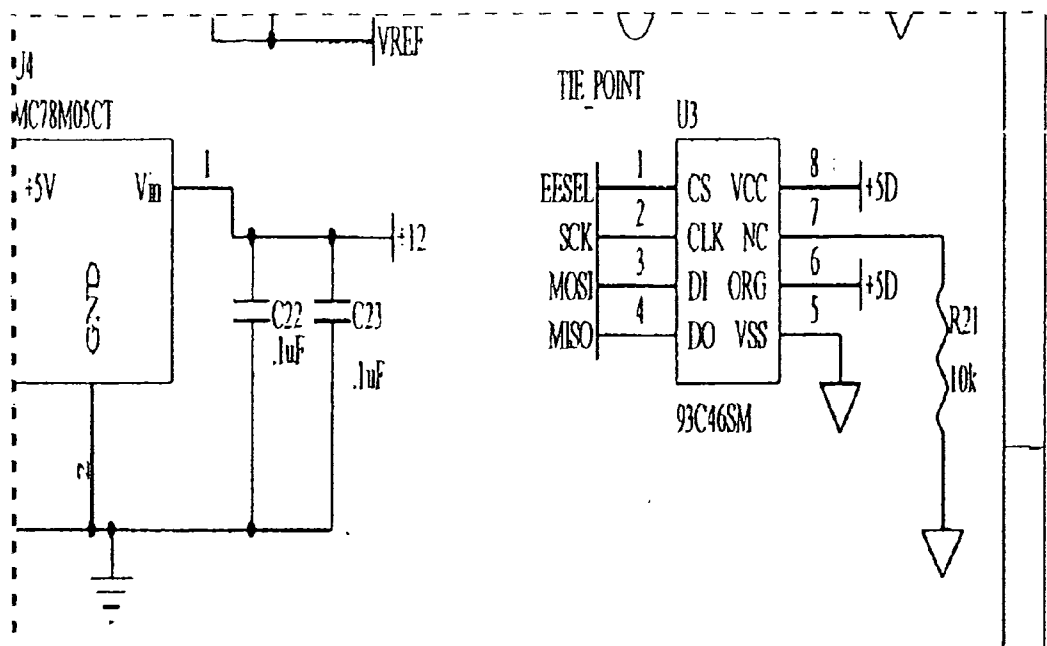 VREF
U4
MC78M05CT
+5V
Vin
1
GND
2
+12
C22
.1uF
C23
.1uF
TIE_POINT
U3
EESEL
1
CS
VCC
8
+5D
SCK
2
CLK
NC
7
MOSI
3
DI
ORG
6
+5D
MISO
4
DO
VSS
5
93C46SM
R21
10k